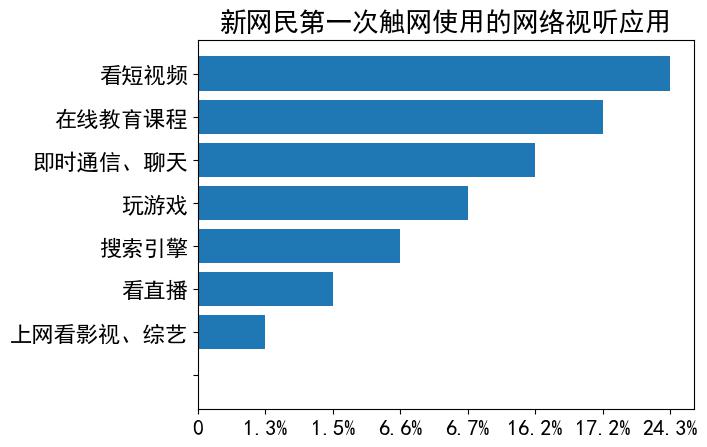 新网民第一次触网使用的网络视听应用
看短视频
在线教育课程
即时通信、聊天
玩游戏
搜索引擎
看直播
上网看影视、综艺
0 1.3% 1.5% 6.6% 6.7% 16.2% 17.2% 24.3%